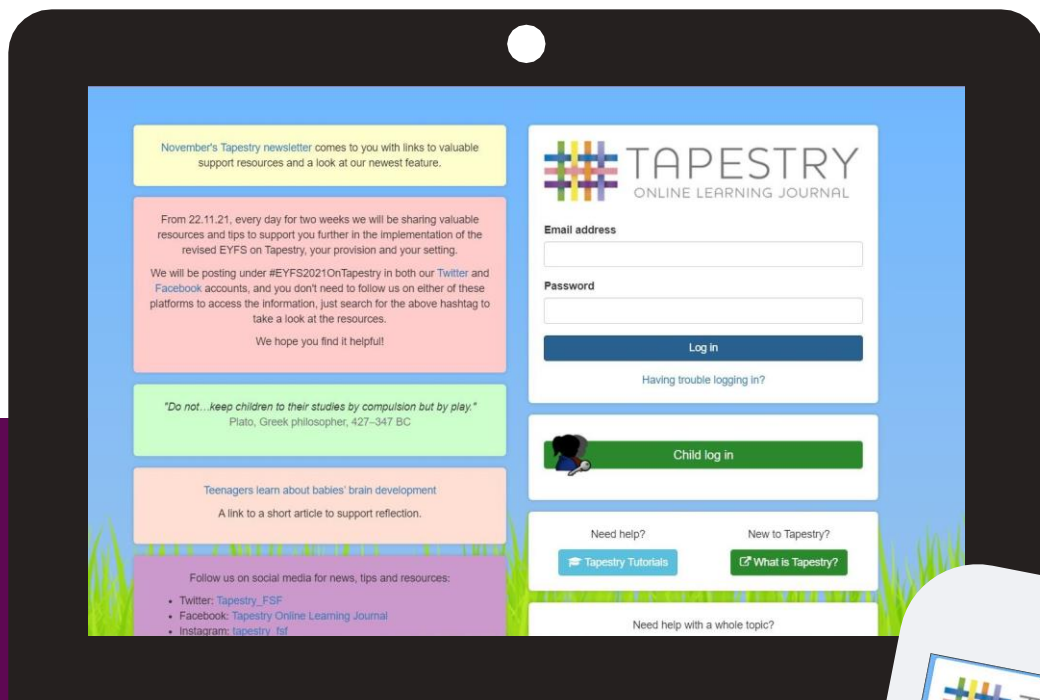 November's Tapestry newsletter comes to you with links to valuable
support resources and a look at our newest feature.
From 22.11.21, every day for two weeks we will be sharing valuable
resources and tips to support you further in the implementation of the
revised EYFS on Tapestry, your provision and your setting.
We will be posting under #EYFS2021OnTapestry in both our Twitter and
Facebook accounts, and you don't need to follow us on either of these
platforms to access the information, just search for the above hashtag to
take a look at the resources.
We hope you find it helpful!
"Do not...keep children to their studies by compulsion but by play."
Plato, Greek philosopher, 427–347 BC
Teenagers learn about babies' brain development
A link to a short article to support reflection.
Follow us on social media for news, tips and resources:
• Twitter: Tapestry_FSF
• Facebook: Tapestry Online Learning Journal
• Instagram: tapestry_fsf
TAPESTRY
ONLINE LEARNING JOURNAL
Email address
Password
Log in
Having trouble logging in?
Child log in
Need help?
Tapestry Tutorials
New to Tapestry?
What is Tapestry?
Need help with a whole topic?